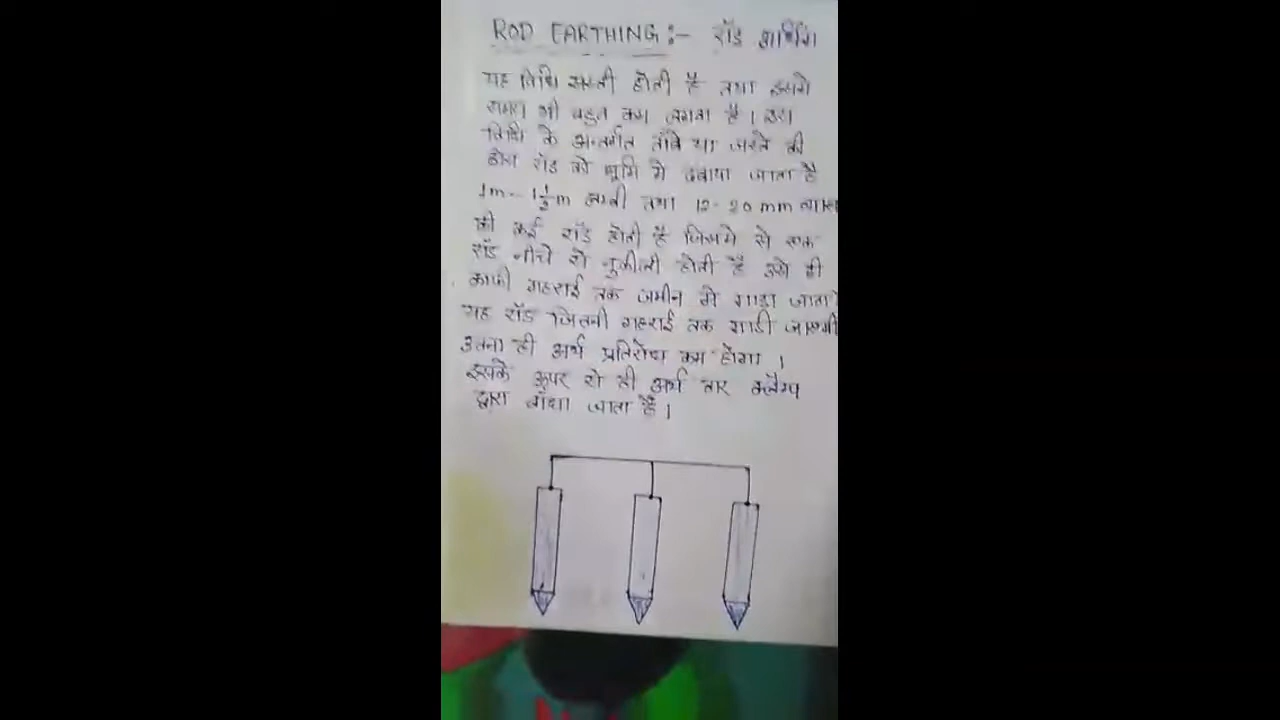 ROD EARTHING :- रॉड अर्थिंग
यह विधि सस्ती होती है तथा इसमे
समय भी बहुत कम लगता है । इस
विधि के अन्तर्गत ताँबे या जस्ते की
ठोस रॉड को भूमि मे दबाया जाता है
1m - 1½m लम्बी तथा 12-20 mm व्यास
की कई रॉड होती है जिसमे से एक
रॉड नीचे से नुकीली होती है उसे ही
काफी गहराई तक जमीन मे गाड़ा जाता
यह रॉड जितनी गहराई तक गाडी जाएगी
उतना ही अर्थ प्रतिरोध कम होगा ।
इसके ऊपर से ही अर्थ तार क्लैम्प
द्वारा बाँधा जाता है ।